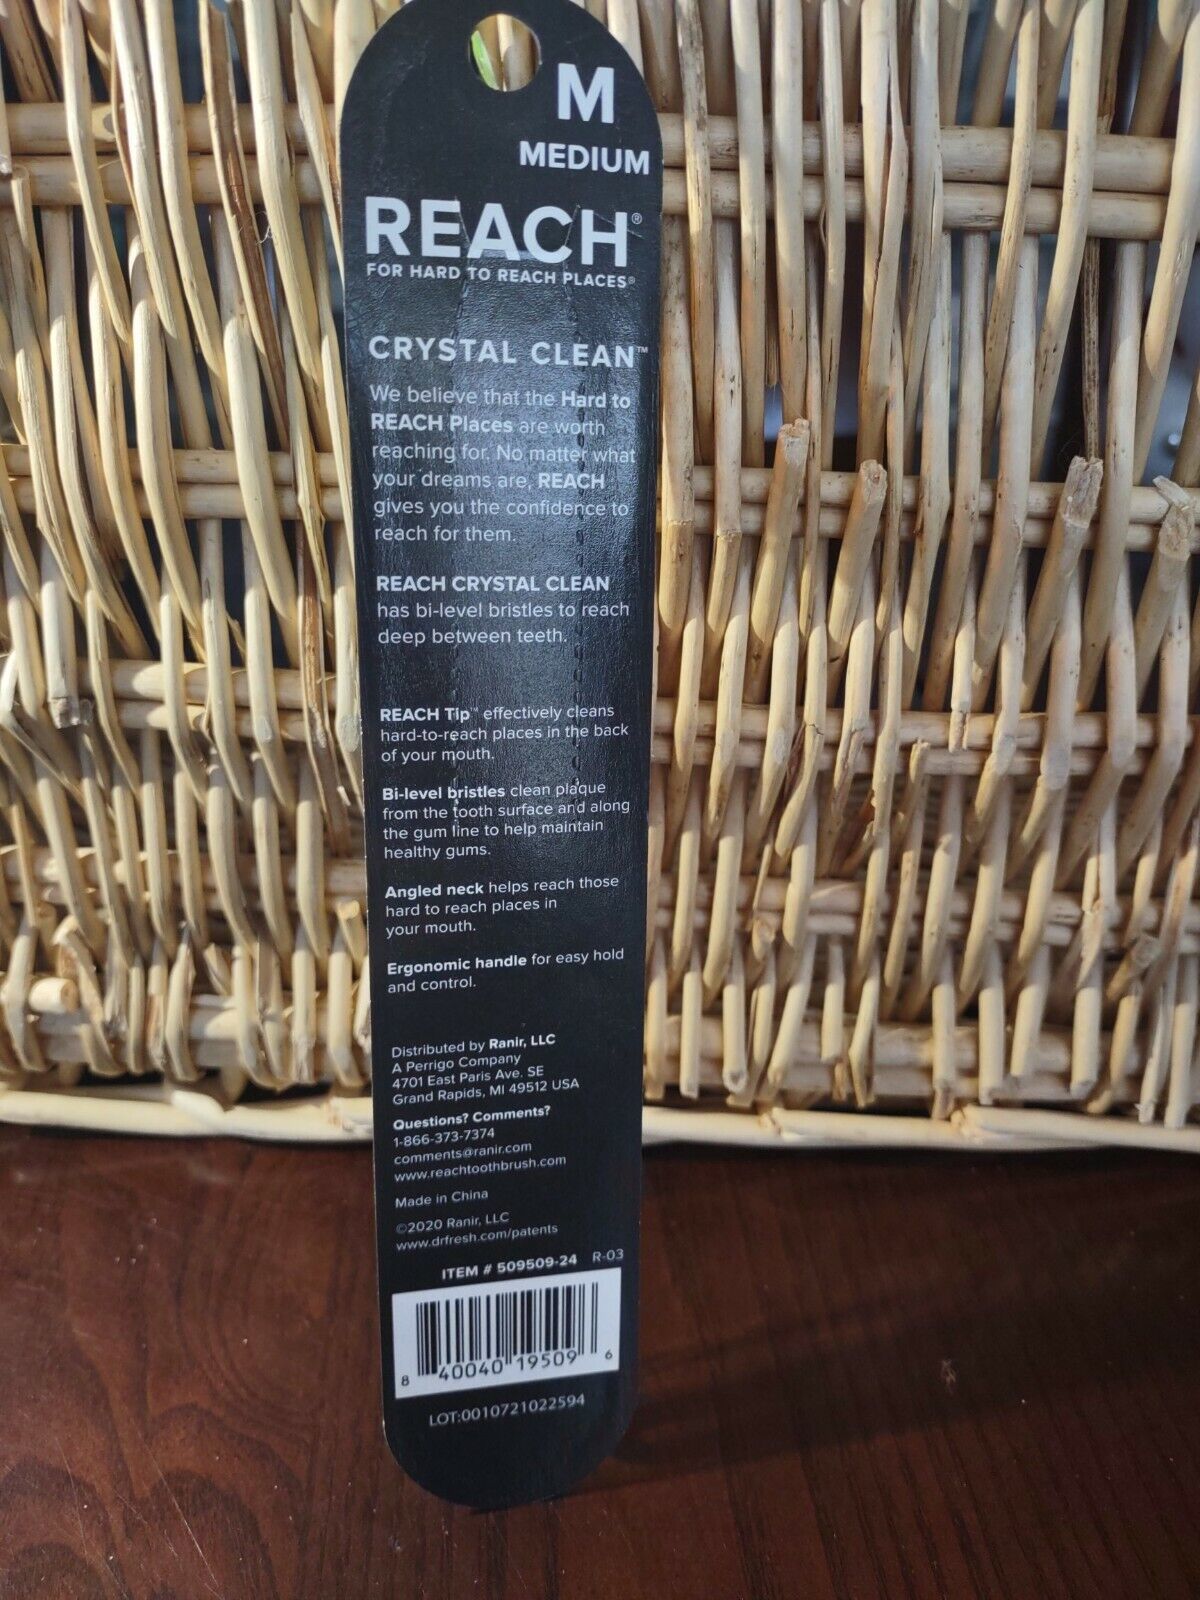 M
MEDIUM
REACH®
FOR HARD TO REACH PLACES®
CRYSTAL CLEAN™
We believe that the Hard to
REACH Places are worth
reaching for. No matter what
your dreams are, REACH
gives you the confidence to
reach for them.
REACH CRYSTAL CLEAN
has bi-level bristles to reach
deep between teeth.
REACH Tip™ effectively cleans
hard-to-reach places in the back
of your mouth.
Bi-level bristles clean plaque
from the tooth surface and along
the gum line to help maintain
healthy gums.
Angled neck helps reach those
hard to reach places in
your mouth.
Ergonomic handle for easy hold
and control.
Distributed by Ranir, LLC
A Perrigo Company
4701 East Paris Ave. SE
Grand Rapids, MI 49512 USA
Questions? Comments?
1-866-373-7374
comments@ranir.com
www.reachtoothbrush.com
Made in China
©2020 Ranir, LLC
www.drfresh.com/patents
ITEM # 509509-24 R-03
8 40040 19509 6
LOT:0010721022594